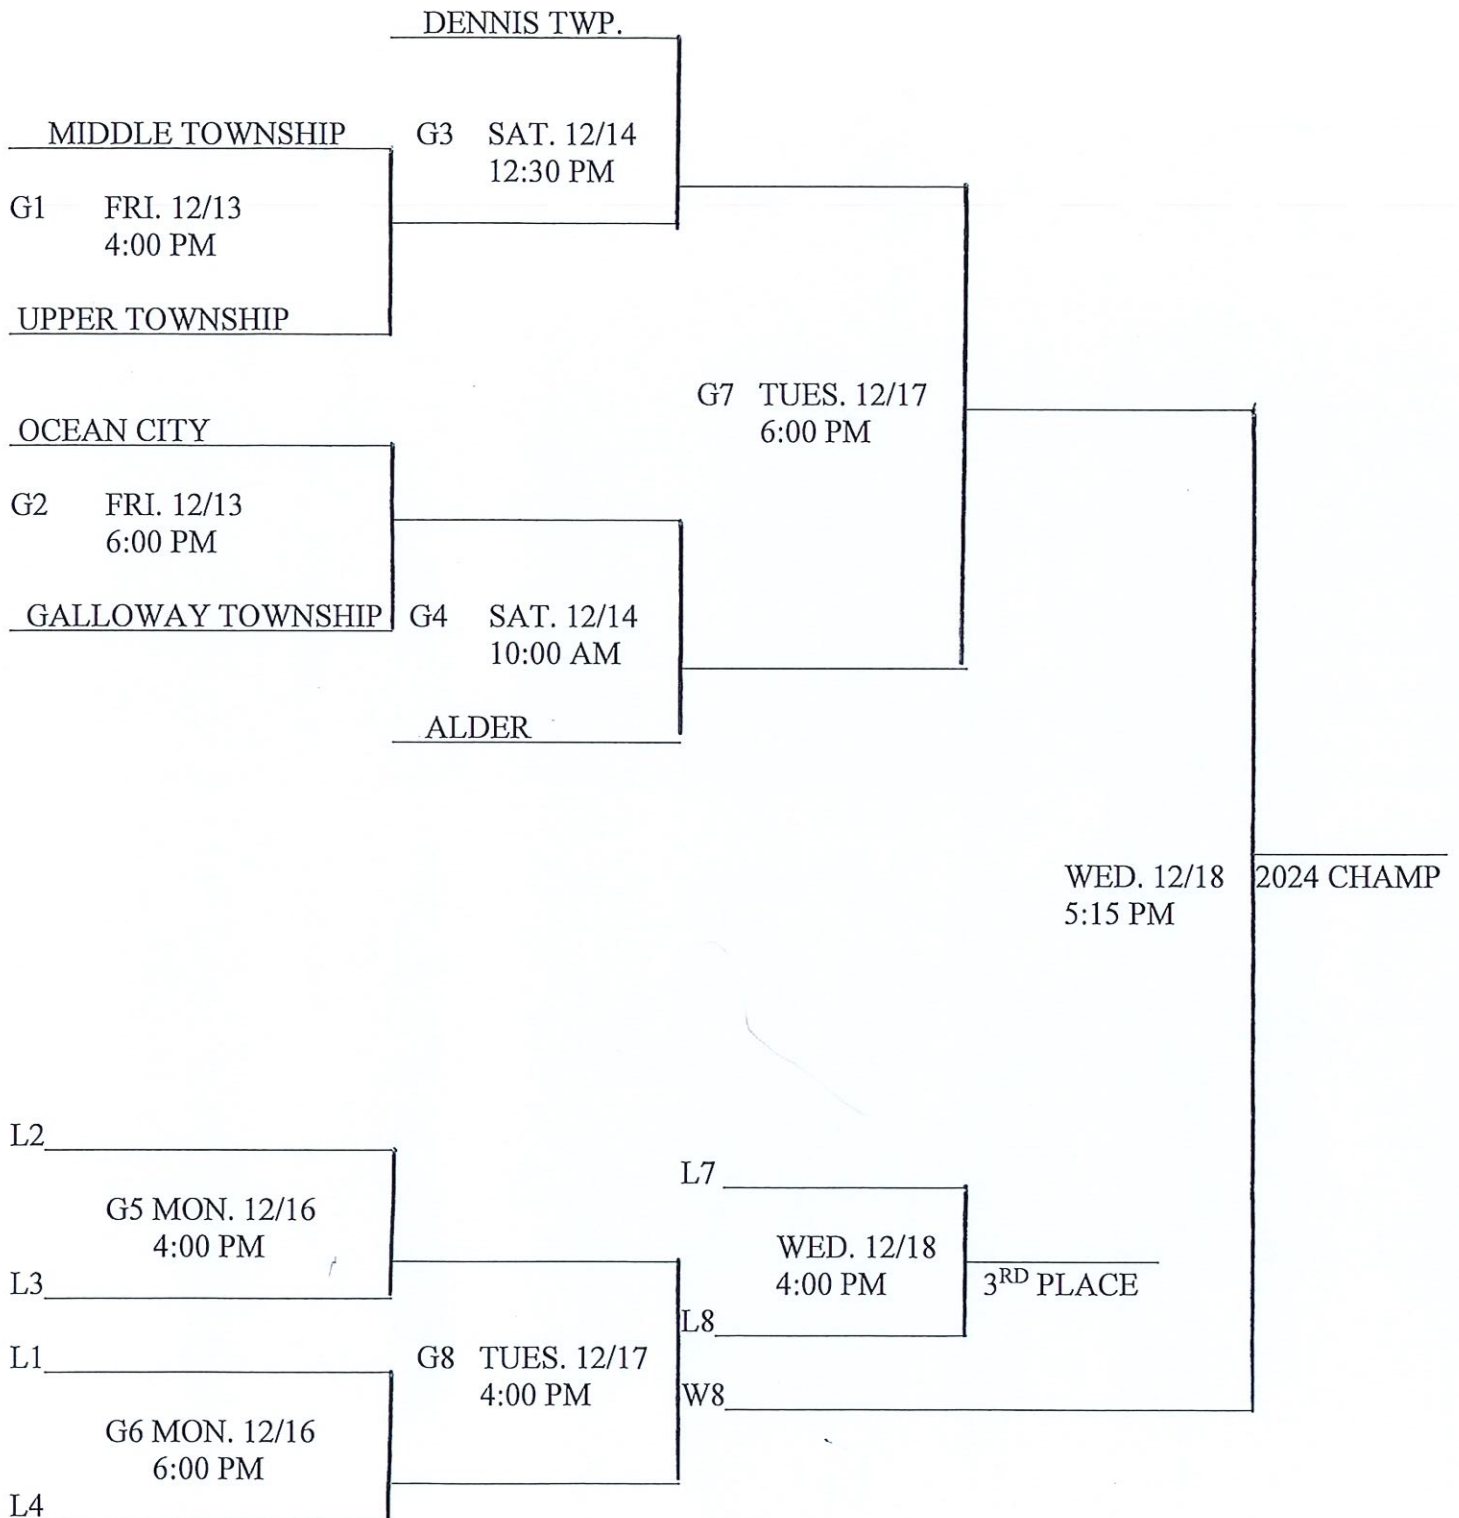 DENNIS TWP.
MIDDLE TOWNSHIP
G3 SAT. 12/14
12:30 PM
G1 FRI. 12/13
4:00 PM
UPPER TOWNSHIP
G7 TUES. 12/17
6:00 PM
OCEAN CITY
G2 FRI. 12/13
6:00 PM
GALLOWAY TOWNSHIP
G4 SAT. 12/14
10:00 AM
ALDER
WED. 12/18
5:15 PM
2024 CHAMP
L2
G5 MON. 12/16
4:00 PM
L3
L7
WED. 12/18
4:00 PM
3RD PLACE
L8
L1
G8 TUES. 12/17
4:00 PM
W8
G6 MON. 12/16
6:00 PM
L4